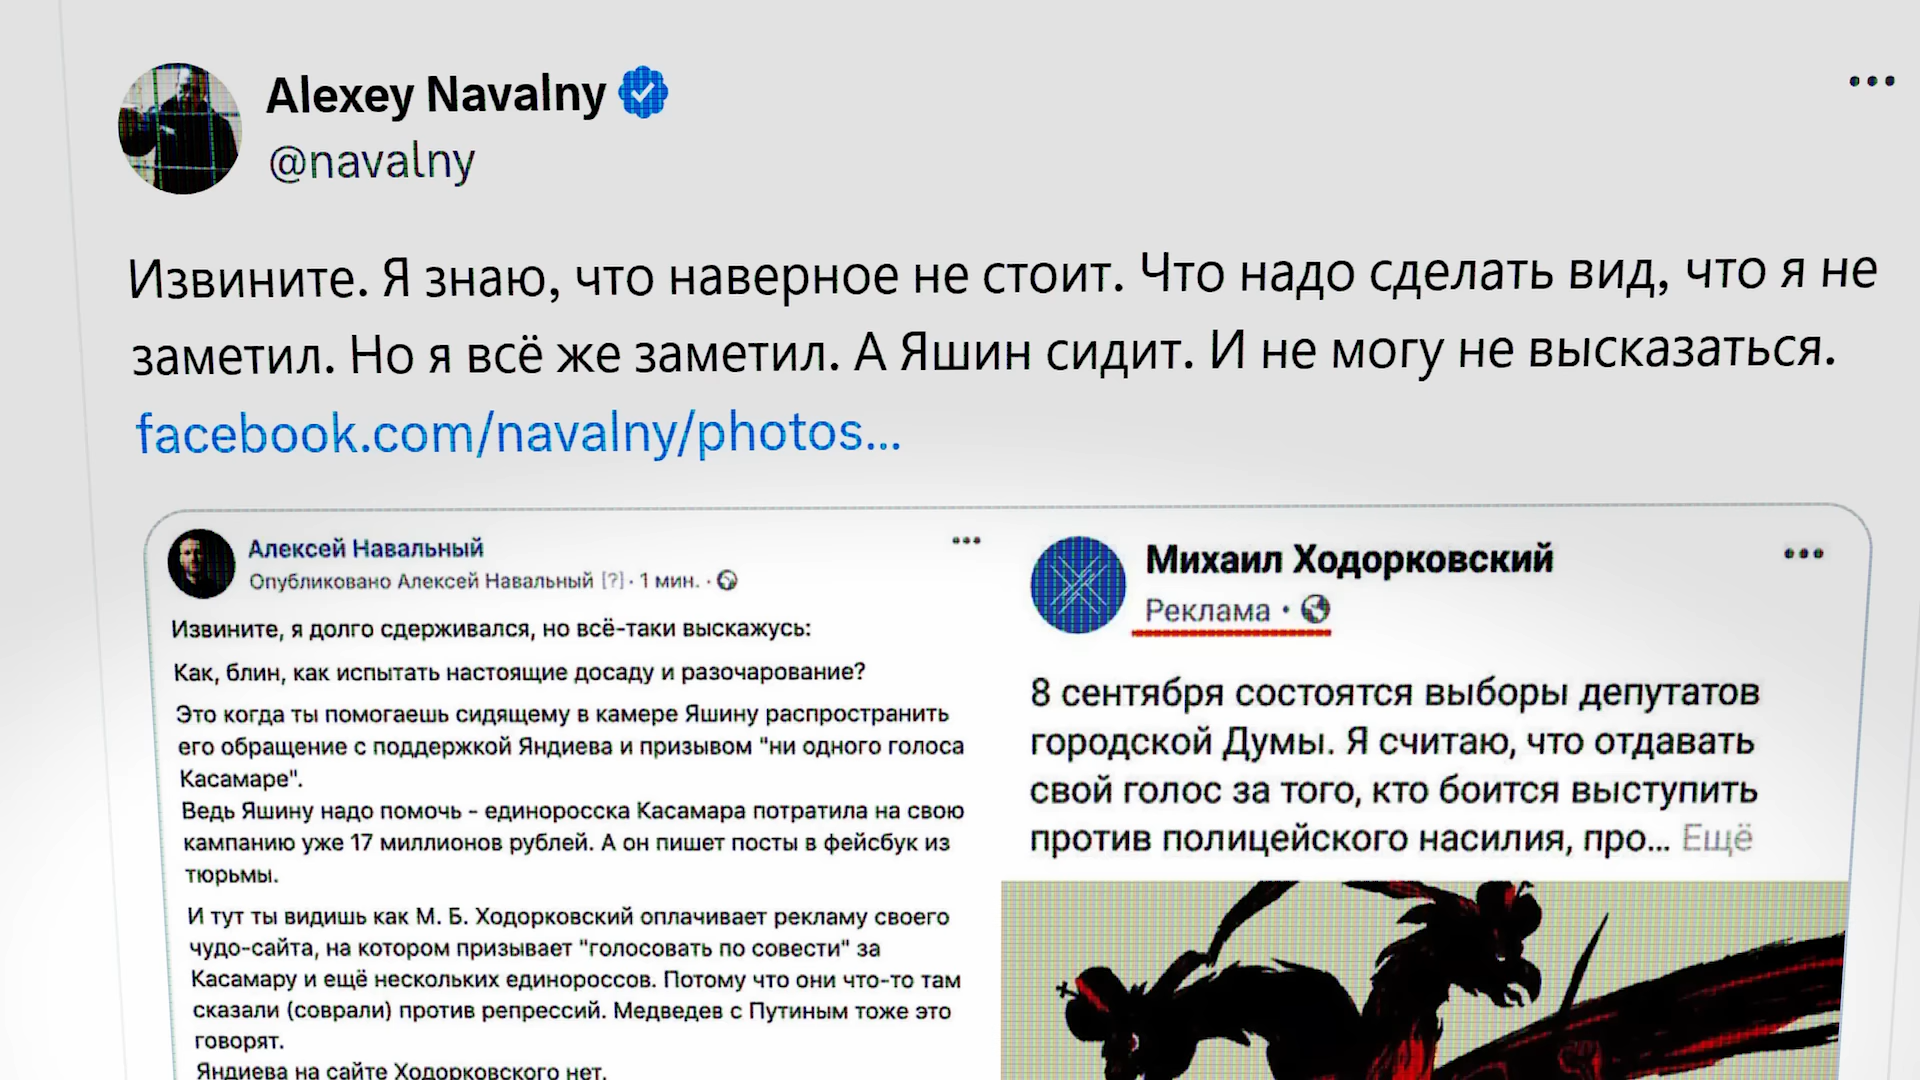 Alexey Navalny
@navalny
Извините. Я знаю, что наверное не стоит. Что надо сделать вид, что я не
заметил. Но я всё же заметил. А Яшин сидит. И не могу не высказаться.
facebook.com/navalny/photos...
Алексей Навальный
Опубликовано Алексей Навальный [?] · 1 мин. ·
Извините, я долго сдерживался, но всё-таки выскажусь:
Как, блин, как испытать настоящие досаду и разочарование?
Это когда ты помогаешь сидящему в камере Яшину распространить
его обращение с поддержкой Яндиева и призывом "ни одного голоса
Касамаре".
Ведь Яшину надо помочь - единоросска Касамара потратила на свою
кампанию уже 17 миллионов рублей. А он пишет посты в фейсбук из
тюрьмы.
И тут ты видишь как М. Б. Ходорковский оплачивает рекламу своего
чудо-сайта, на котором призывает "голосовать по совести" за
Касамару и ещё нескольких единороссов. Потому что они что-то там
сказали (соврали) против репрессий. Медведев с Путиным тоже это
говорят.
Яндиева на сайте Ходорковского нет.
Михаил Ходорковский
Реклама ·
8 сентября состоятся выборы депутатов
городской Думы. Я считаю, что отдавать
свой голос за того, кто боится выступить
против полицейского насилия, про... Ещё